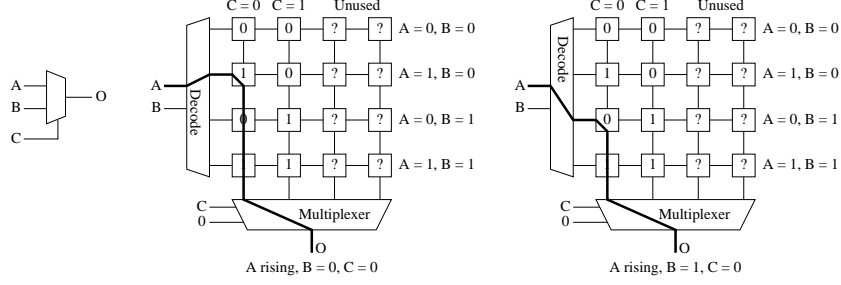 A
B
C
O
C = 0 C = 1 Unused
0 0 ? ? A = 0, B = 0
A 1 0 ? ? A = 1, B = 0
B
Decode
0 1 ? ? A = 0, B = 1
1 1 ? ? A = 1, B = 1
C
0
Multiplexer
O
A rising, B = 0, C = 0
C = 0 C = 1 Unused
0 0 ? ? A = 0, B = 0
Decode
A 1 0 ? ? A = 1, B = 0
B
0 1 ? ? A = 0, B = 1
1 1 ? ? A = 1, B = 1
C
0
Multiplexer
O
A rising, B = 1, C = 0